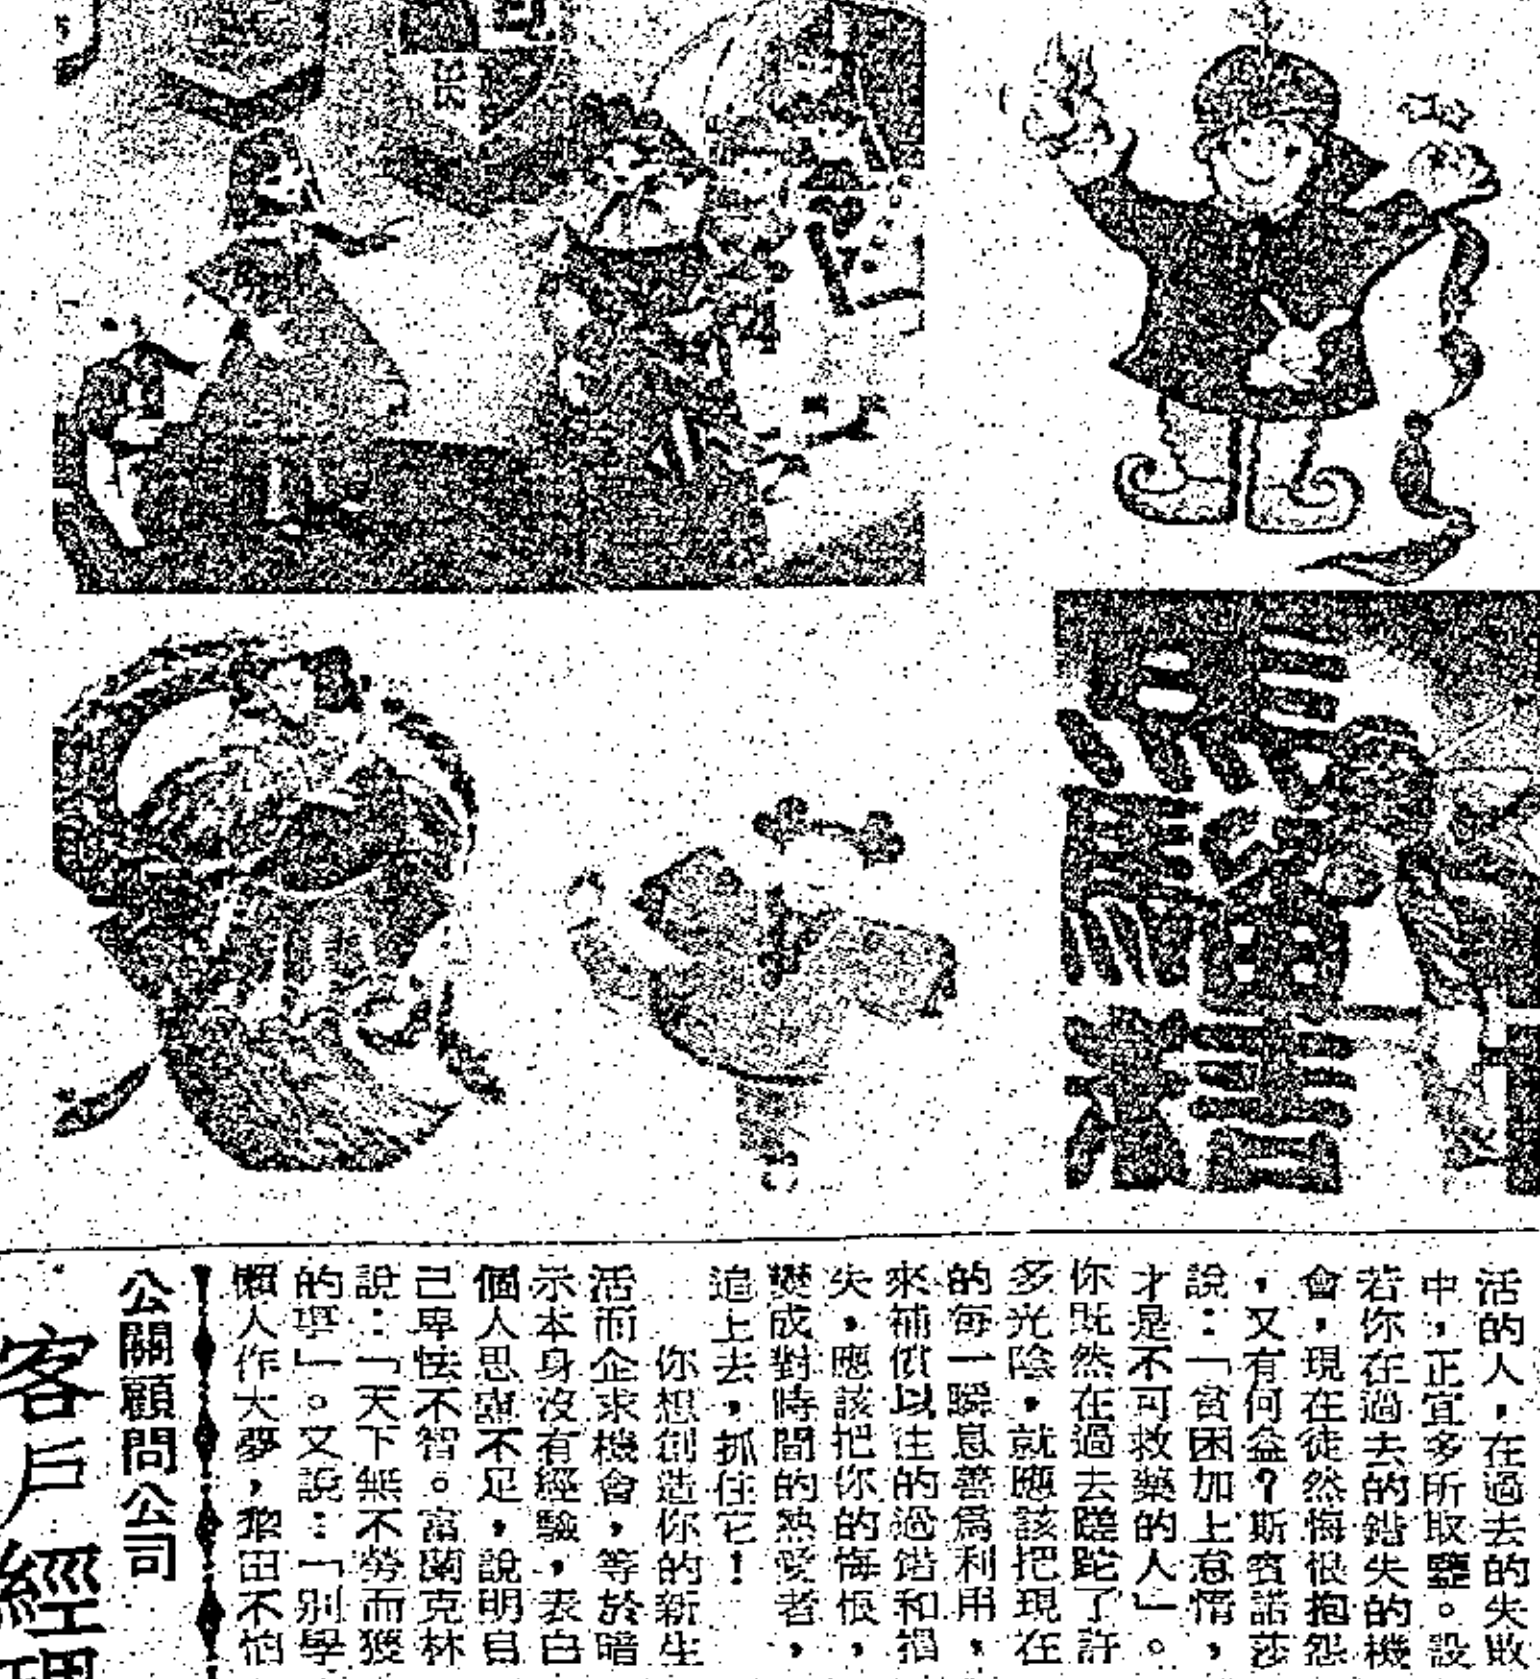 活的人，在過去的失敗
中，正宜多所取鑒。設
若你在過去的錯失的機
會，現在徒然悔恨抱怨
，又有何益？斯賓諾莎
說：「貧困加上怠惰，
才是不可救藥的人」。
你既然在過去蹉跎了許
多光陰，就應該把現在
的每一瞬息善爲利用，
來補償以往的過錯和損
失，應該把你的悔恨，
變成對時間的熱愛者，
追上去，抓住它！
你想創造你的新生
活而企求機會，等於暗
示本身沒有經驗，表白
個人思慮不足，說明自
己卑怯不智。富蘭克林
說：「天下無不勞而獲
的事」。又說：「別學
懶人作大夢，犂田不怕
公關顧問公司
客戶經理